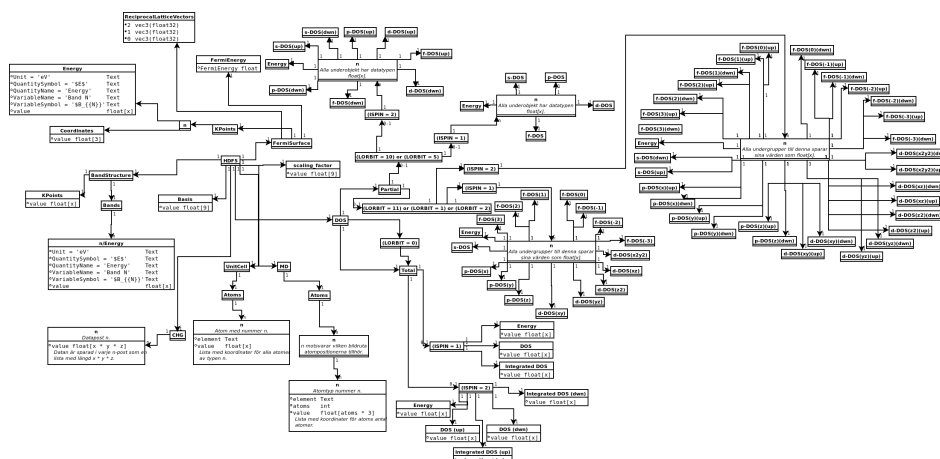 ReciprocalLatticeVectors
*2 vec3(float32)
*1 vec3(float32)
*0 vec3(float32)
Energy
*Unit = 'eV' Text
*QuantitySymbol = '$E$' Text
*QuantityName = 'Energy' Text
*VariableName = 'Band N' Text
*VariableSymbol = '$B_{{N}}' Text
*value float[x]
FermiEnergy
*FermiEnergy float
Coordinates
*value float[3]
n
KPoints
FermiSurface
HDF5
scaling_factor
*value float[9]
BandStructure
KPoints
*value float[x]
Bands
Basis
*value float[9]
n/Energy
*Unit = 'eV' Text
*QuantitySymbol = '$E$' Text
*QuantityName = 'Energy' Text
*VariableName = 'Band N' Text
*VariableSymbol = '$B_{{N}}' Text
*value float[x]
s-DOS(dwn)
p-DOS(up)
d-DOS(up)
s-DOS(up)
f-DOS(up)
Energy
n
Alla underobjekt har datatypen
float[x].
p-DOS(dwn)
d-DOS(dwn)
f-DOS(dwn)
(ISPIN = 2)
(LORBIT = 10) or (LORBIT = 5)
(ISPIN = 1)
s-DOS
p-DOS
Energy
n
Alla underobjekt har datatypen
float[x].
d-DOS
f-DOS
Partial
(ISPIN = 2)
(ISPIN = 1)
(LORBIT = 11) or (LORBIT = 1) or (LORBIT = 2)
DOS
(LORBIT = 0)
Total
f-DOS(1)
f-DOS(0)
f-DOS(2)
f-DOS(-1)
f-DOS(3)
f-DOS(-2)
Energy
f-DOS(-3)
s-DOS
n
Alla undergrupper till denna sparar
sina värden som float[x].
d-DOS(x2y2)
p-DOS(x)
d-DOS(xz)
p-DOS(y)
d-DOS(z2)
p-DOS(z)
d-DOS(yz)
d-DOS(xy)
f-DOS(0)(up)
f-DOS(0)(dwn)
f-DOS(1)(up)
f-DOS(-1)(up)
f-DOS(1)(dwn)
f-DOS(-1)(dwn)
f-DOS(2)(up)
f-DOS(-2)(up)
f-DOS(2)(dwn)
f-DOS(-2)(dwn)
f-DOS(3)(up)
f-DOS(-3)(up)
f-DOS(3)(dwn)
f-DOS(-3)(dwn)
Energy
n
Alla undergrupper till denna sparar
sina värden som float[x].
s-DOS(dwn)
d-DOS(x2y2)(dwn)
s-DOS(up)
d-DOS(x2y2)(up)
p-DOS(x)(up)
d-DOS(xz)(dwn)
p-DOS(x)(dwn)
d-DOS(xz)(up)
p-DOS(y)(up)
d-DOS(z2)(dwn)
p-DOS(y)(dwn)
p-DOS(z)(up)
d-DOS(z2)(up)
p-DOS(z)(dwn)
d-DOS(xy)(dwn)
d-DOS(yz)(dwn)
d-DOS(xy)(up)
d-DOS(yz)(up)
UnitCell
MD
Atoms
Atoms
CHG
n
Datapost n.
*value float[x * y * z]
Datan är sparad i varje n-post som en
lista med längd x * y * z.
n
Atom med nummer n.
*element Text
*value float[x]
Lista med koordinater för alla atomer
av typen n.
n
n motsvarar vilken bildruta
atompositionerna tillhör.
n
Atomtyp nummer n.
*element Text
*atoms int
*value float[atoms * 3]
Lista med koordinater för atoms antal
atomer.
(ISPIN = 1)
Energy
*value float[x]
DOS
*value float[x]
Integrated DOS
*value float[x]
(ISPIN = 2)
Integrated DOS (dwn)
*value float[x]
Energy
*value float[x]
DOS (up)
*value float[x]
DOS (dwn)
*value float[x]
Integrated DOS (up)